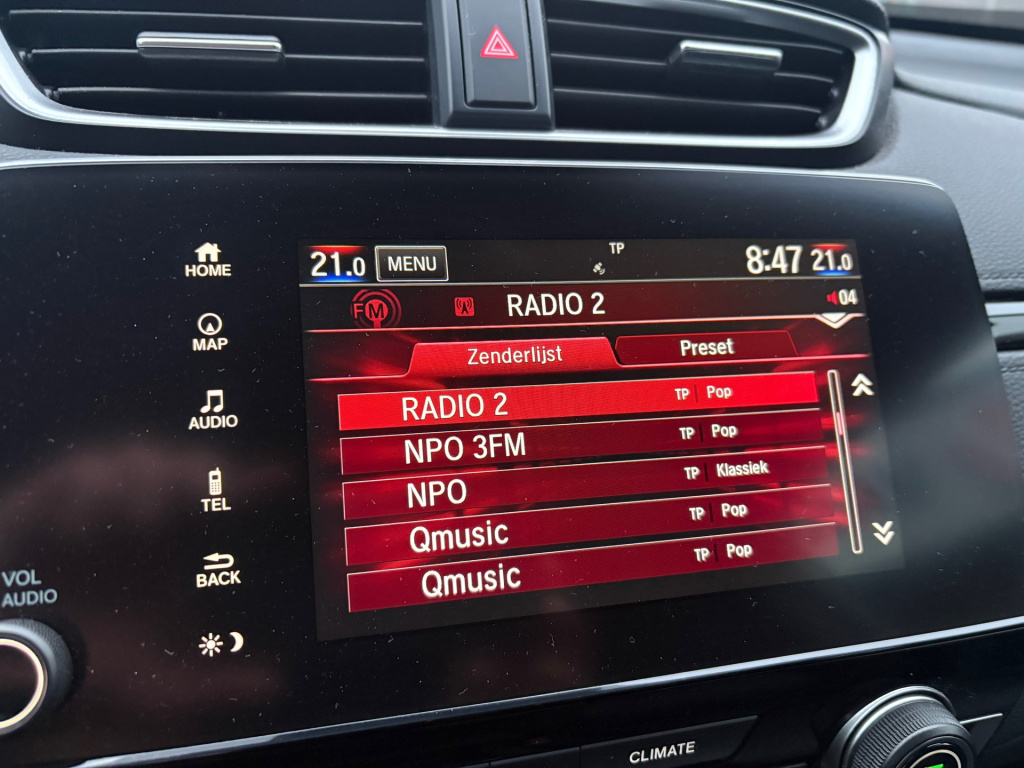 21.0 MENU TP 8:47 21.0
FM RADIO 2 04
Zenderlijst Preset
RADIO 2 TP Pop
NPO 3FM TP Pop
NPO TP Klassiek
Qmusic TP Pop
Qmusic TP Pop
HOME
MAP
AUDIO
TEL
BACK
VOL
AUDIO
CLIMATE